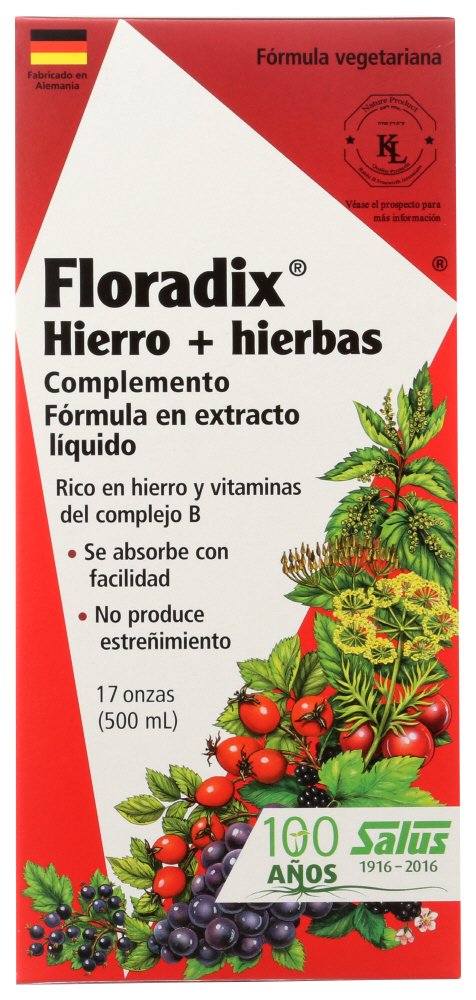 Fabricado en
Alemania
Fórmula vegetariana
Nature Product
KL
Véase el prospecto para
más información
®
Floradix®
Hierro + hierbas
Complemento
Fórmula en extracto
líquido
Rico en hierro y vitaminas
del complejo B
• Se absorbe con
facilidad
• No produce
estreñimiento
17 onzas
(500 mL)
100
AÑOS
Salus
1916–2016